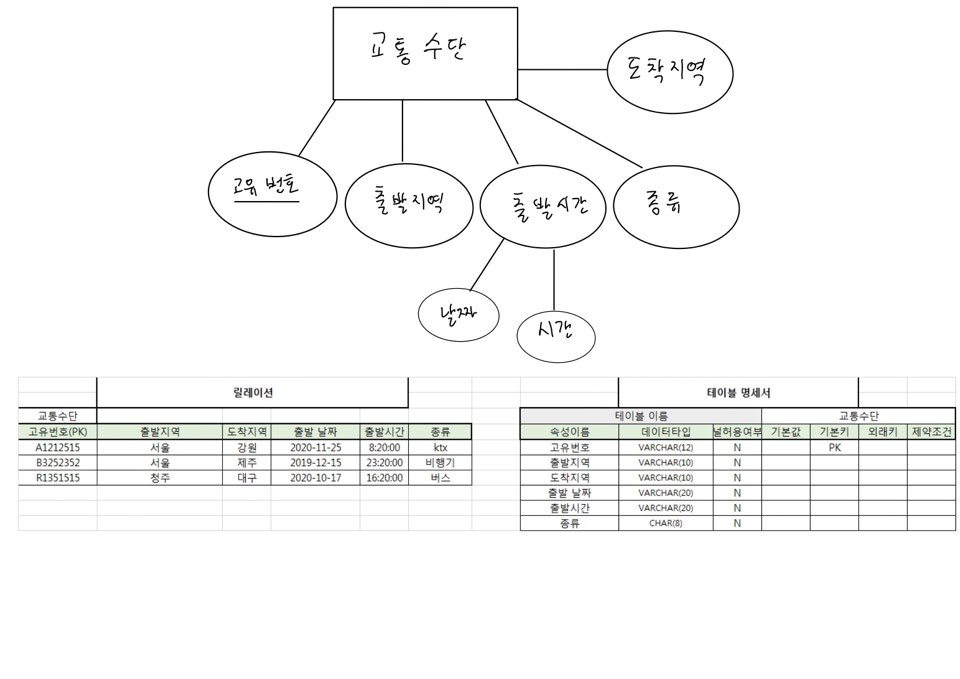 교통 수단
도착지역
고유 번호
출발지역
출발시간
종류
날짜
시간
릴레이션
교통수단
고유번호(PK) 출발지역 도착지역 출발 날짜 출발시간 종류
A1212515 서울 강원 2020-11-25 8:20:00 ktx
B3252352 서울 제주 2019-12-15 23:20:00 비행기
R1351515 청주 대구 2020-10-17 16:20:00 버스
테이블 명세서
테이블 이름 교통수단
속성이름 데이터타입 널허용여부 기본값 기본키 외래키 제약조건
고유번호 VARCHAR(12) N PK
출발지역 VARCHAR(10) N
도착지역 VARCHAR(10) N
출발 날짜 VARCHAR(20) N
출발시간 VARCHAR(20) N
종류 CHAR(8) N